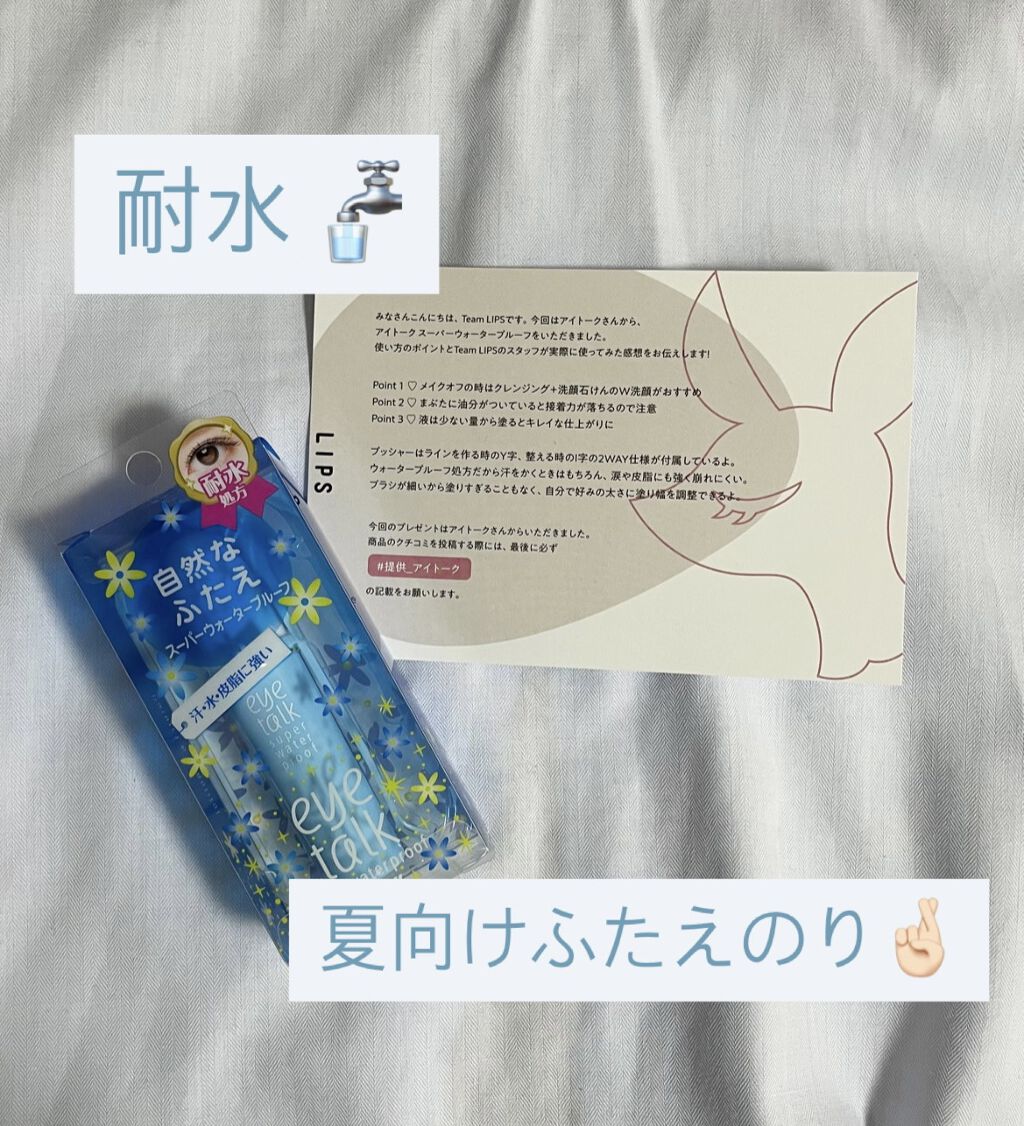 耐水
みなさんこんにちは、Team LIPSです。今回はアイトークさんから、
アイトーク スーパーウォータープルーフをいただきました。
使い方のポイントとTeam LIPSのスタッフが実際に使ってみた感想をお伝えします!
Point 1 ♡ メイクオフの時はクレンジング+洗顔石けんのW洗顔がおすすめ
Point 2 ♡ まぶたに油分がついていると接着力が落ちるので注意
Point 3 ♡ 液は少ない量から塗るとキレイな仕上がりに
プッシャーはラインを作る時のY字、整える時のI字の2WAY仕様が付属しているよ。
ウォータープルーフ処方だから汗をかくときはもちろん、涙や皮脂にも強く崩れにくい。
ブラシが細いから塗りすぎることもなく、自分で好みの太さに塗り幅を調整できるよ。
今回のプレゼントはアイトークさんからいただきました。
商品のクチコミを投稿する際には、最後に必ず
#提供_アイトーク
の記載をお願いします。
LIPS
耐水
処方
自然な
ふたえ
スーパーウォータープルーフ
汗・水・皮脂に強い
eye
talk
super
water
proof
eye
talk
waterproof
夏向けふたえのり